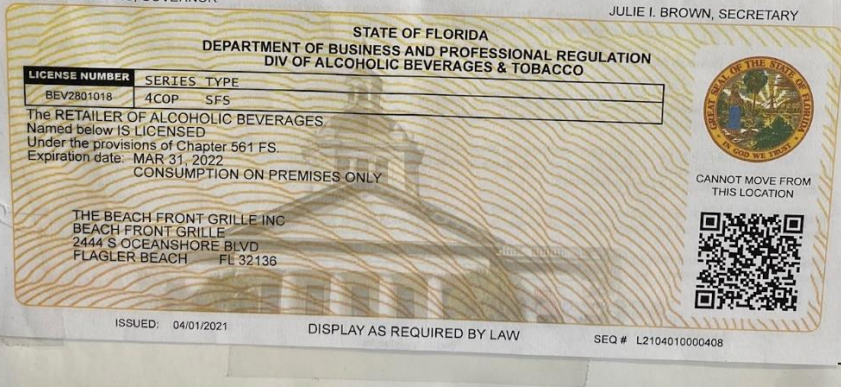 GOVERNOR
JULIE I. BROWN, SECRETARY
STATE OF FLORIDA
DEPARTMENT OF BUSINESS AND PROFESSIONAL REGULATION
DIV OF ALCOHOLIC BEVERAGES & TOBACCO
LICENSE NUMBER SERIES TYPE
BEV2801018 4COP SFS
The RETAILER OF ALCOHOLIC BEVERAGES
Named below IS LICENSED
Under the provisions of Chapter 561 FS.
Expiration date: MAR 31, 2022
CONSUMPTION ON PREMISES ONLY
GREAT SEAL OF THE STATE OF FLORIDA
IN GOD WE TRUST
CANNOT MOVE FROM
THIS LOCATION
THE BEACH FRONT GRILLE INC
BEACH FRONT GRILLE
2444 S OCEANSHORE BLVD
FLAGLER BEACH FL 32136
ISSUED: 04/01/2021
DISPLAY AS REQUIRED BY LAW
SEQ # L2104010000408